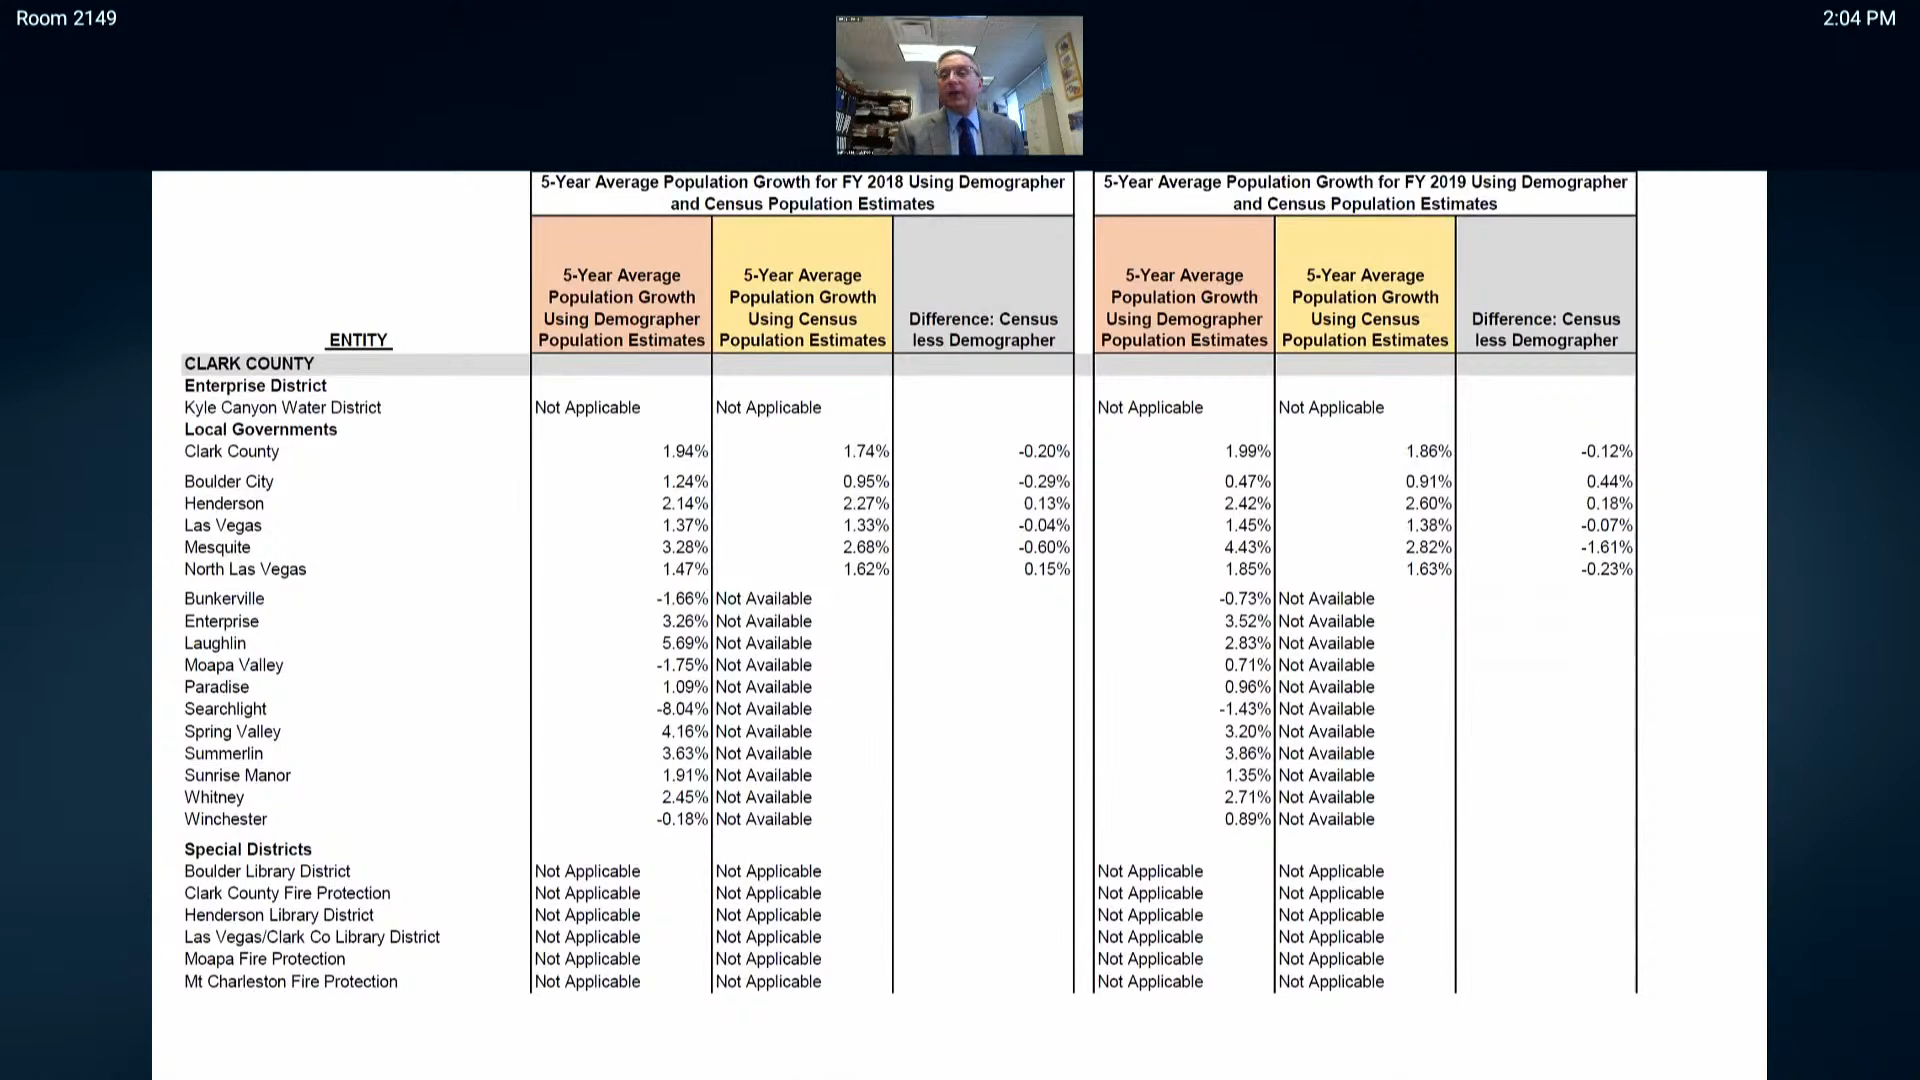 Room 2149
2:04 PM
5-Year Average Population Growth for FY 2018 Using Demographer
and Census Population Estimates
5-Year Average Population Growth for FY 2019 Using Demographer
and Census Population Estimates
ENTITY
5-Year Average
Population Growth
Using Demographer
Population Estimates
5-Year Average
Population Growth
Using Census
Population Estimates
Difference: Census
less Demographer
5-Year Average
Population Growth
Using Demographer
Population Estimates
5-Year Average
Population Growth
Using Census
Population Estimates
Difference: Census
less Demographer
CLARK COUNTY
Enterprise District
Kyle Canyon Water District Not Applicable Not Applicable Not Applicable Not Applicable
Local Governments
Clark County 1.94% 1.74% -0.20% 1.99% 1.86% -0.12%
Boulder City 1.24% 0.95% -0.29% 0.47% 0.91% 0.44%
Henderson 2.14% 2.27% 0.13% 2.42% 2.60% 0.18%
Las Vegas 1.37% 1.33% -0.04% 1.45% 1.38% -0.07%
Mesquite 3.28% 2.68% -0.60% 4.43% 2.82% -1.61%
North Las Vegas 1.47% 1.62% 0.15% 1.85% 1.63% -0.23%
Bunkerville -1.66% Not Available -0.73% Not Available
Enterprise 3.26% Not Available 3.52% Not Available
Laughlin 5.69% Not Available 2.83% Not Available
Moapa Valley -1.75% Not Available 0.71% Not Available
Paradise 1.09% Not Available 0.96% Not Available
Searchlight -8.04% Not Available -1.43% Not Available
Spring Valley 4.16% Not Available 3.20% Not Available
Summerlin 3.63% Not Available 3.86% Not Available
Sunrise Manor 1.91% Not Available 1.35% Not Available
Whitney 2.45% Not Available 2.71% Not Available
Winchester -0.18% Not Available 0.89% Not Available
Special Districts
Boulder Library District Not Applicable Not Applicable Not Applicable Not Applicable
Clark County Fire Protection Not Applicable Not Applicable Not Applicable Not Applicable
Henderson Library District Not Applicable Not Applicable Not Applicable Not Applicable
Las Vegas/Clark Co Library District Not Applicable Not Applicable Not Applicable Not Applicable
Moapa Fire Protection Not Applicable Not Applicable Not Applicable Not Applicable
Mt Charleston Fire Protection Not Applicable Not Applicable Not Applicable Not Applicable